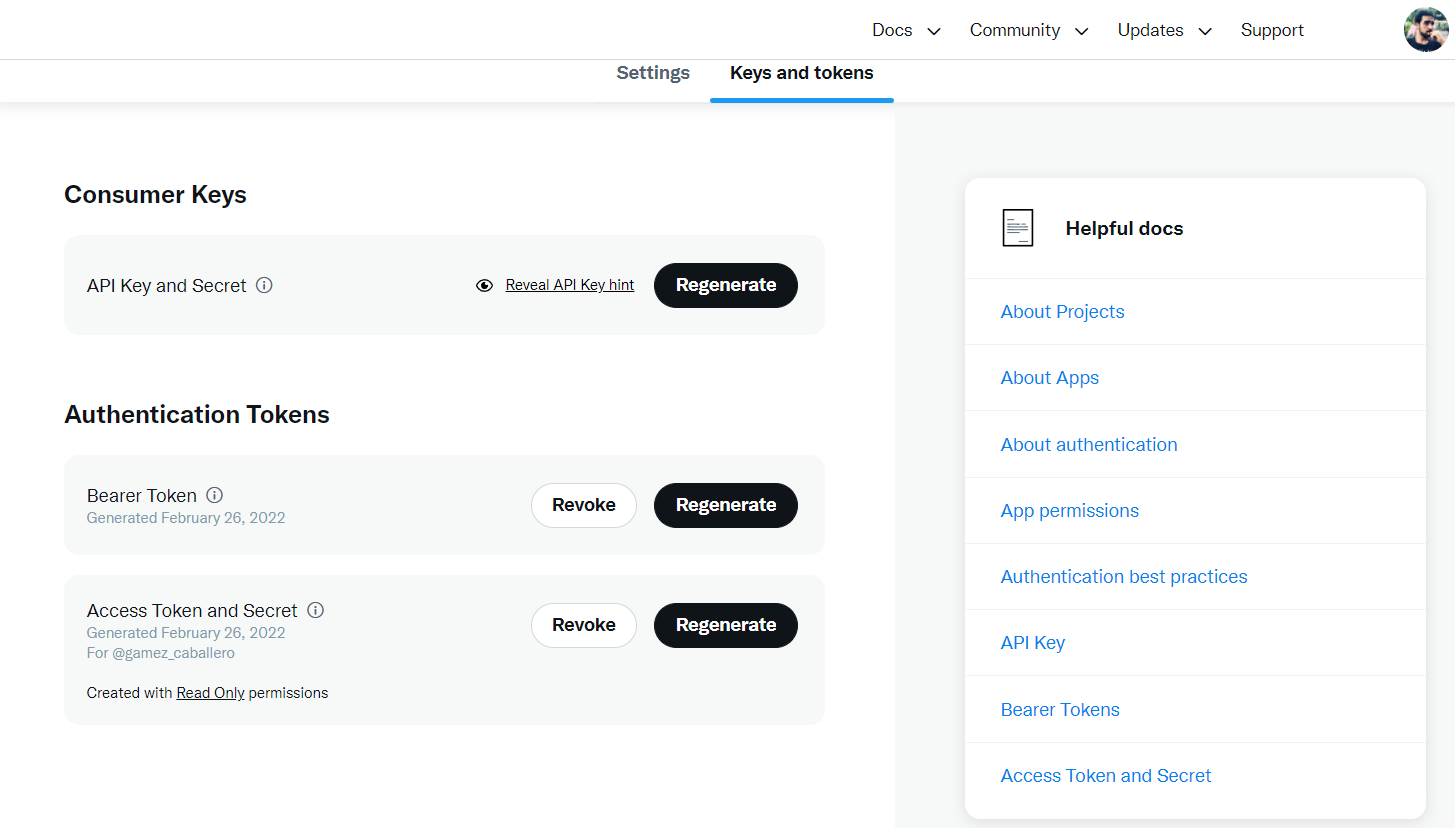 Docs Community Updates Support
Settings Keys and tokens
Consumer Keys
API Key and Secret Reveal API Key hint Regenerate
Authentication Tokens
Bearer Token Revoke Regenerate
Generated February 26, 2022
Access Token and Secret Revoke Regenerate
Generated February 26, 2022
For @gamez_caballero
Created with Read Only permissions
Helpful docs
About Projects
About Apps
About authentication
App permissions
Authentication best practices
API Key
Bearer Tokens
Access Token and Secret